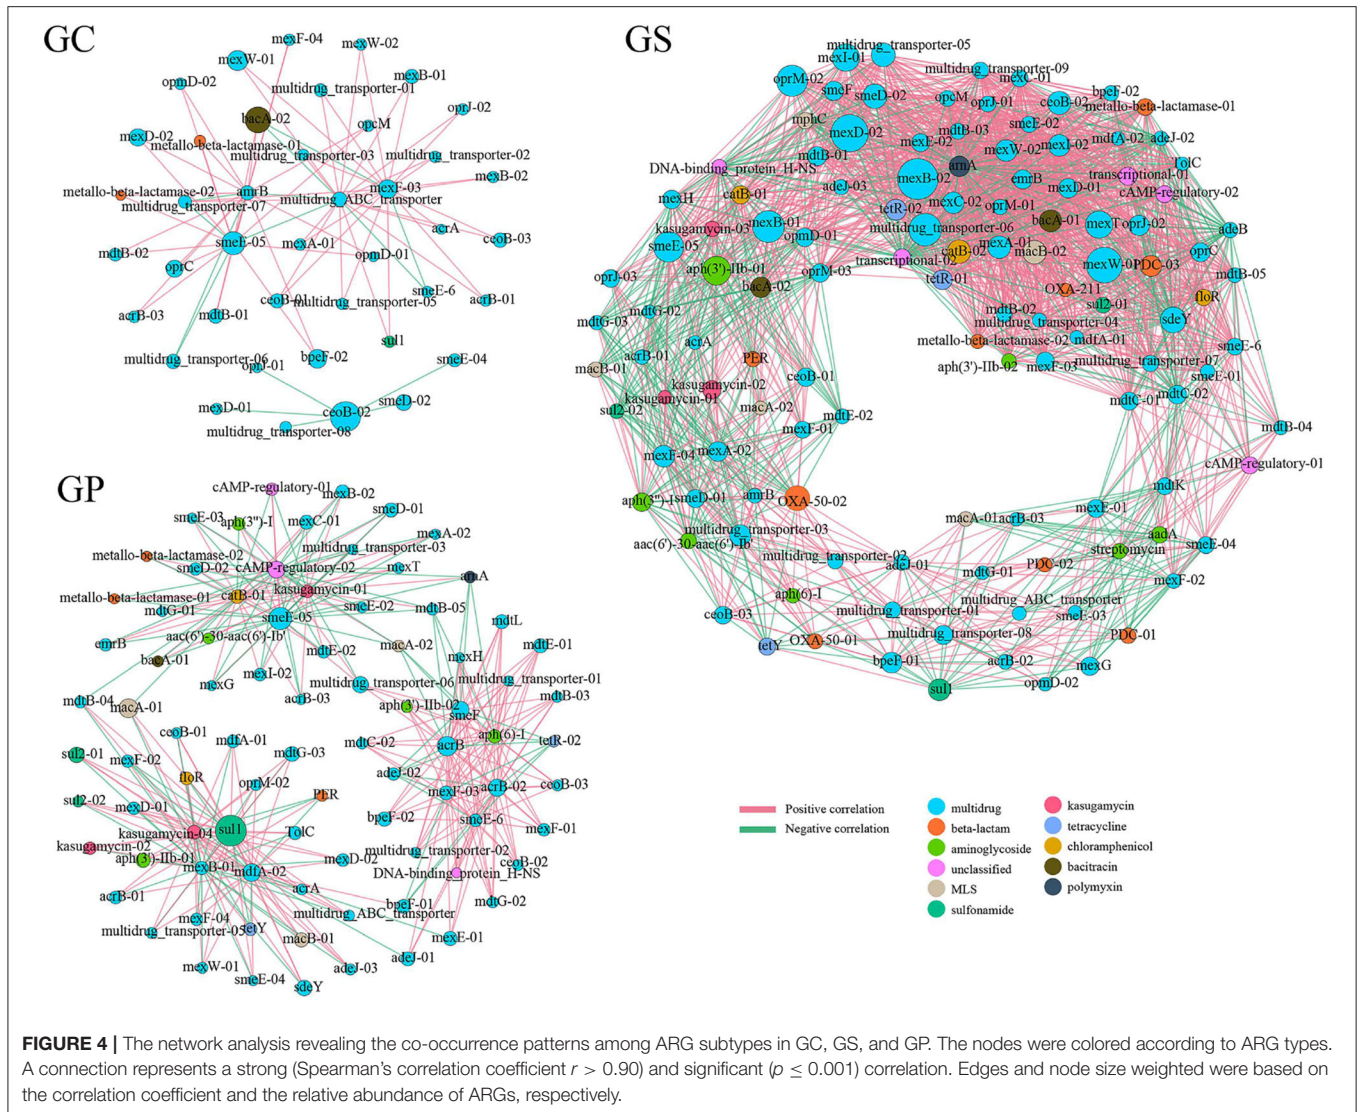 GC
mexF-04
mexW-02
mexW-01
opmD-02
mexB-01
multidrug_transporter-01
oprJ-02
bacA-02
opcM
mexD-02
metallo-beta-lactamase-01
multidrug_transporter-03
multidrug_transporter-02
mexB-02
metallo-beta-lactamase-02
amrB
mexF-03
multidrug_transporter-07
multidrug_ABC_transporter
acrA
smeE-05
mexA-01
ceoB-03
mdtB-02
oprC
opmD-01
smeE-6
ceoB-01
multidrug_transporter-05
acrB-01
acrB-03
mdtB-01
sul1
multidrug_transporter-06
oprJ-01
bpeF-02
smeE-04
mexD-01
ceoB-02
smeD-02
multidrug_transporter-08
GP
cAMP-regulatory-01
mexB-02
smeE-03
aph(3'')-I
mexC-01
smeD-01
mexA-02
metallo-beta-lactamase-02
multidrug_transporter-03
smeD-02
cAMP-regulatory-02
mexT
armA
metallo-beta-lactamase-01
catB-01
kasugamycin-01
mdtG-01
smeE-05
smeE-02
mdtB-05
mdtL
emrB
aac(6')-30-aac(6')-Ib'
mdtE-02
macA-02
mdtE-01
bacA-01
mexH
mexG
mexI-02
multidrug_transporter-06
multidrug_transporter-01
acrB-03
mdtB-03
mdtB-04
macA-01
aph(3')-IIb-02
smeF
ceoB-01
mdfA-01
mdtC-02
acrB
aph(6)-I
tetR-02
sul2-01
mexF-02
mdtG-03
floR
oprM-02
adeJ-02
acrB-02
ceoB-03
sul2-02
mexD-01
PER
mexF-03
kasugamycin-04
sul1
TolC
bpeF-02
smeE-6
mexF-01
kasugamycin-02
aph(3')-IIb-01
mexD-02
multidrug_transporter-02
ceoB-02
mexB-01
mdfA-02
DNA-binding_protein_H-NS
acrB-01
acrA
bpeF-01
mdtG-02
mexF-04
multidrug_ABC_transporter
multidrug_transporter-05
tetY
macB-01
mexE-01
mexW-01
adeJ-03
adeJ-01
smeE-04
sdeY
GS
multidrug_transporter-05
mexI-01
multidrug_transporter-09
oprM-02
mexC-01
smeF
smeD-02
opcM
oprJ-01
ceoB-02
bpeF-02
metallo-beta-lactamase-01
mphC
mexD-02
mexE-02
mdtB-03
smeE-02
mdfA-02
adeJ-02
mdtB-01
mexW-02
mexI-02
DNA-binding_protein_H-NS
armA
TolC
mexH
catB-01
adeJ-03
mexB-02
emrB
mexD-01
transcriptional-01
cAMP-regulatory-02
tetR-02
mexC-02
oprM-01
kasugamycin-03
mexB-01
bacA-01
mexT
oprJ-02
adeB
smeE-05
opmD-01
multidrug_transporter-06
mexA-01
catB-02
macB-02
oprC
aph(3')-IIb-01
transcriptional-02
PDC-03
oprJ-03
oprM-03
tetR-01
mexW-01
mdtB-05
bacA-02
OXA-211
floR
mdtG-03
mdtG-02
mdtB-02
sul2-01
multidrug_transporter-04
sdeY
acrA
metallo-beta-lactamase-02
mdfA-01
smeE-6
acrB-01
PER
aph(3')-IIb-02
mexF-03
multidrug_transporter-07
macB-01
ceoB-01
smeE-01
kasugamycin-02
kasugamycin-01
mdtC-01
mdtC-02
sul2-02
macA-02
mdtE-02
mexF-01
mdtB-04
mexF-04
mexA-02
cAMP-regulatory-01
mdtK
aph(3'')-I
smeD-01
amrB
OXA-50-02
mexE-01
macA-01
acrB-03
multidrug_transporter-03
aadA
aac(6')-30-aac(6')-Ib'
streptomycin
smeE-04
multidrug_transporter-02
adeJ-01
PDC-02
mdtG-01
mexF-02
aph(6)-I
multidrug_ABC_transporter
ceoB-03
multidrug_transporter-01
smeE-03
tetY
OXA-50-01
multidrug_transporter-08
PDC-01
bpeF-01
acrB-02
mexG
sul1
opmD-02
Positive correlation
Negative correlation
multidrug
beta-lactam
aminoglycoside
unclassified
MLS
sulfonamide
kasugamycin
tetracycline
chloramphenicol
bacitracin
polymyxin
FIGURE 4 | The network analysis revealing the co-occurrence patterns among ARG subtypes in GC, GS, and GP. The nodes were colored according to ARG types.
A connection represents a strong (Spearman's correlation coefficient r > 0.90) and significant (p ≤ 0.001) correlation. Edges and node size weighted were based on
the correlation coefficient and the relative abundance of ARGs, respectively.